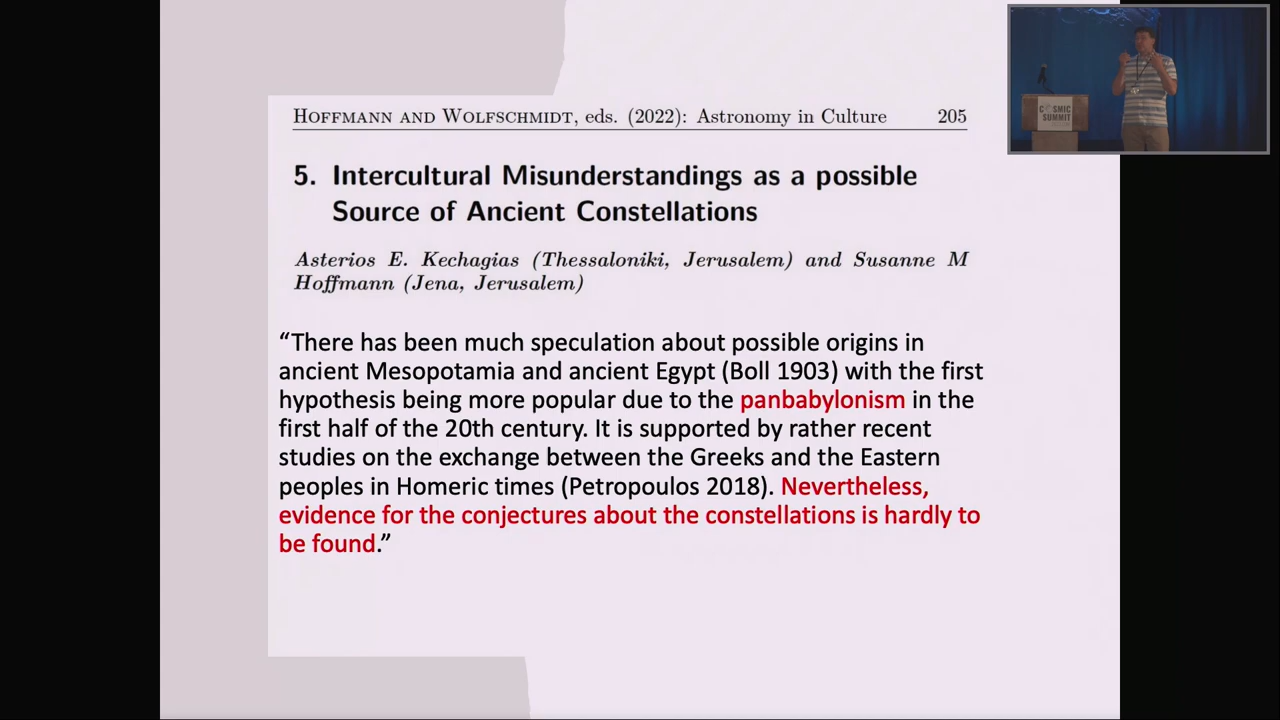 HOFFMANN AND WOLFSCHMIDT, eds. (2022): Astronomy in Culture 205
5. Intercultural Misunderstandings as a possible
Source of Ancient Constellations
Asterios E. Kechagias (Thessaloniki, Jerusalem) and Susanne M
Hoffmann (Jena, Jerusalem)
“There has been much speculation about possible origins in
ancient Mesopotamia and ancient Egypt (Boll 1903) with the first
hypothesis being more popular due to the panbabylonism in the
first half of the 20th century. It is supported by rather recent
studies on the exchange between the Greeks and the Eastern
peoples in Homeric times (Petropoulos 2018). Nevertheless,
evidence for the conjectures about the constellations is hardly to
be found.”
COSMIC
SUMMIT